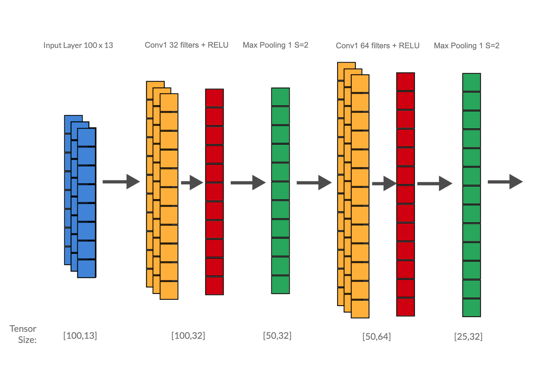 Input Layer 100 x 13
Conv1 32 filters + RELU
Max Pooling 1 S=2
Conv1 64 filters + RELU
Max Pooling 1 S=2
Tensor
Size:
[100,13]
[100,32]
[50,32]
[50,64]
[25,32]